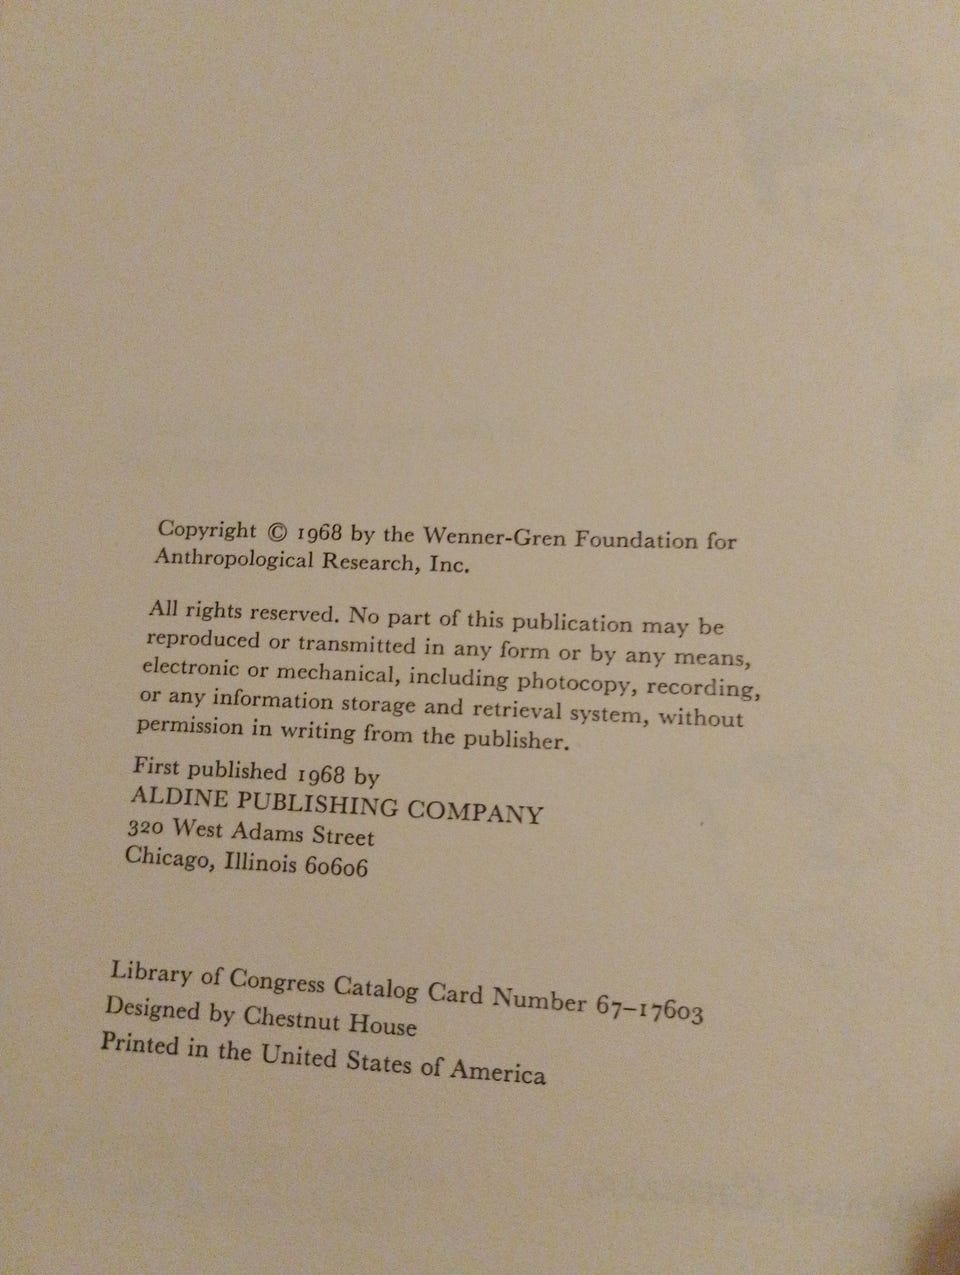 Copyright © 1968 by the Wenner-Gren Foundation for
Anthropological Research, Inc.
All rights reserved. No part of this publication may be
reproduced or transmitted in any form or by any means,
electronic or mechanical, including photocopy, recording,
or any information storage and retrieval system, without
permission in writing from the publisher.
First published 1968 by
ALDINE PUBLISHING COMPANY
320 West Adams Street
Chicago, Illinois 60606
Library of Congress Catalog Card Number 67–17603
Designed by Chestnut House
Printed in the United States of America